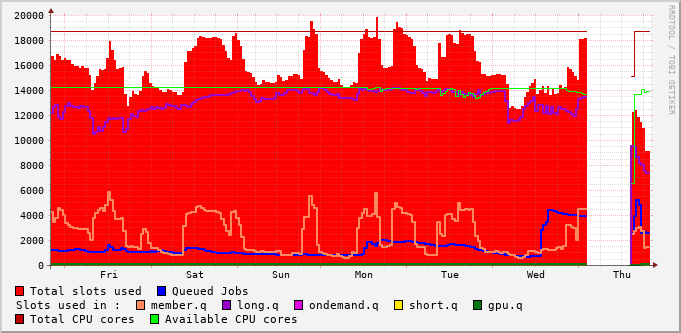 20000
18000
16000
14000
12000
10000
8000
6000
4000
2000
0
Fri Sat Sun Mon Tue Wed Thu
RRDTOOL / TOBI OETIKER
Total slots used Queued Jobs
Slots used in : member.q long.q ondemand.q short.q gpu.q
Total CPU cores Available CPU cores